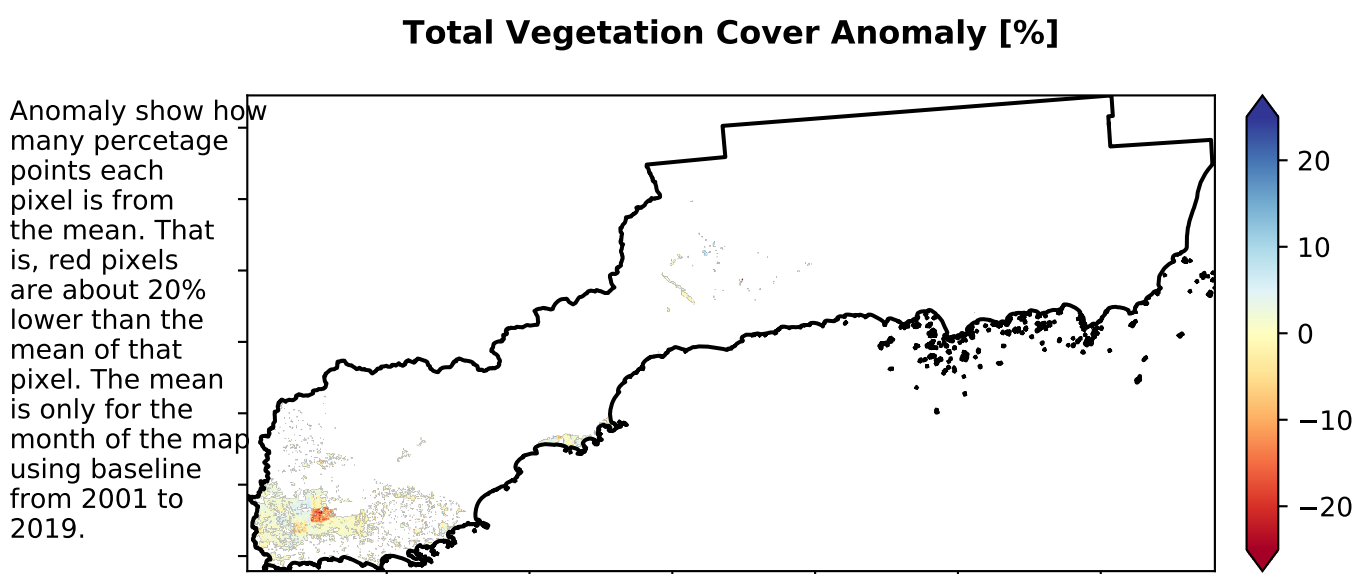 Total Vegetation Cover Anomaly [%]
Anomaly show how
many percetage
points each
pixel is from
the mean. That
is, red pixels
are about 20%
lower than the
mean of that
pixel. The mean
is only for the
month of the map
using baseline
from 2001 to
2019.
20
10
0
−10
−20